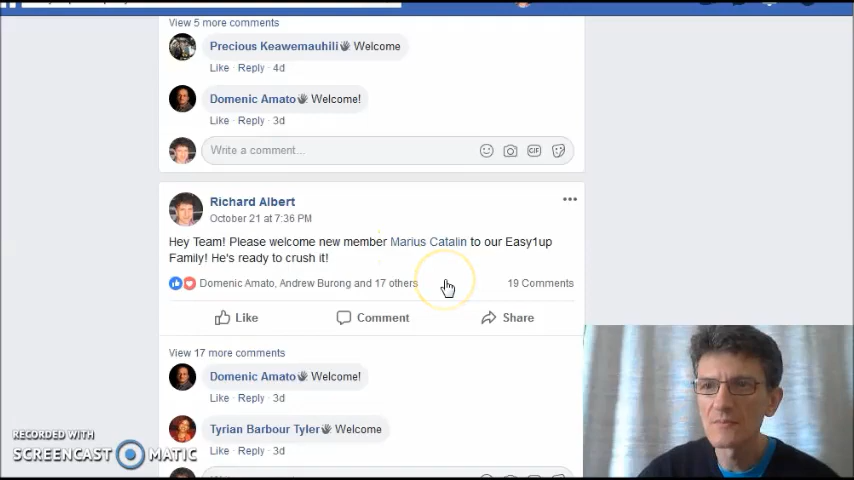 View 5 more comments
Precious Keawemauhili Welcome
Like · Reply · 4d
Domenic Amato Welcome!
Like · Reply · 3d
Write a comment...
GIF
Richard Albert
October 21 at 7:36 PM
Hey Team! Please welcome new member Marius Catalin to our Easy1up
Family! He's ready to crush it!
Domenic Amato, Andrew Burong and 17 others 19 Comments
Like Comment Share
View 17 more comments
Domenic Amato Welcome!
Like · Reply · 3d
Tyrian Barbour Tyler Welcome
Like · Reply · 3d
RECORDED WITH
SCREENCAST MATIC